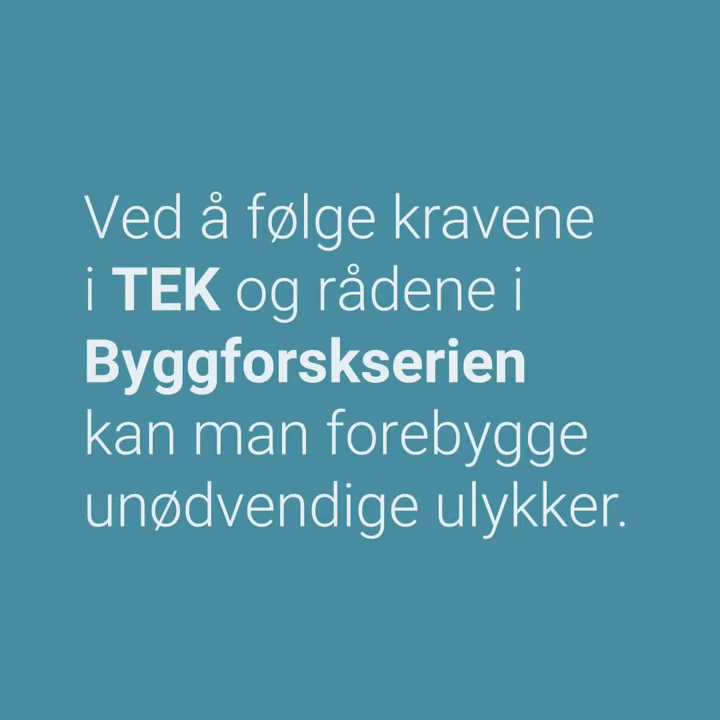 Ved å følge kravene
i TEK og rådene i
Byggforskserien
kan man forebygge
unødvendige ulykker.